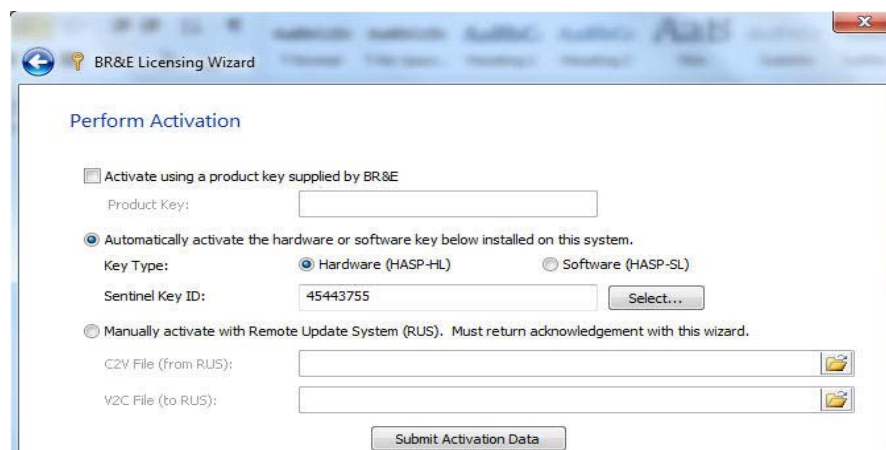 BR&E Licensing Wizard
Perform Activation
Activate using a product key supplied by BR&E
Product Key:
Automatically activate the hardware or software key below installed on this system.
Key Type: Hardware (HASP-HL) Software (HASP-SL)
Sentinel Key ID: 45443755 Select...
Manually activate with Remote Update System (RUS). Must return acknowledgement with this wizard.
C2V File (from RUS):
V2C File (to RUS):
Submit Activation Data